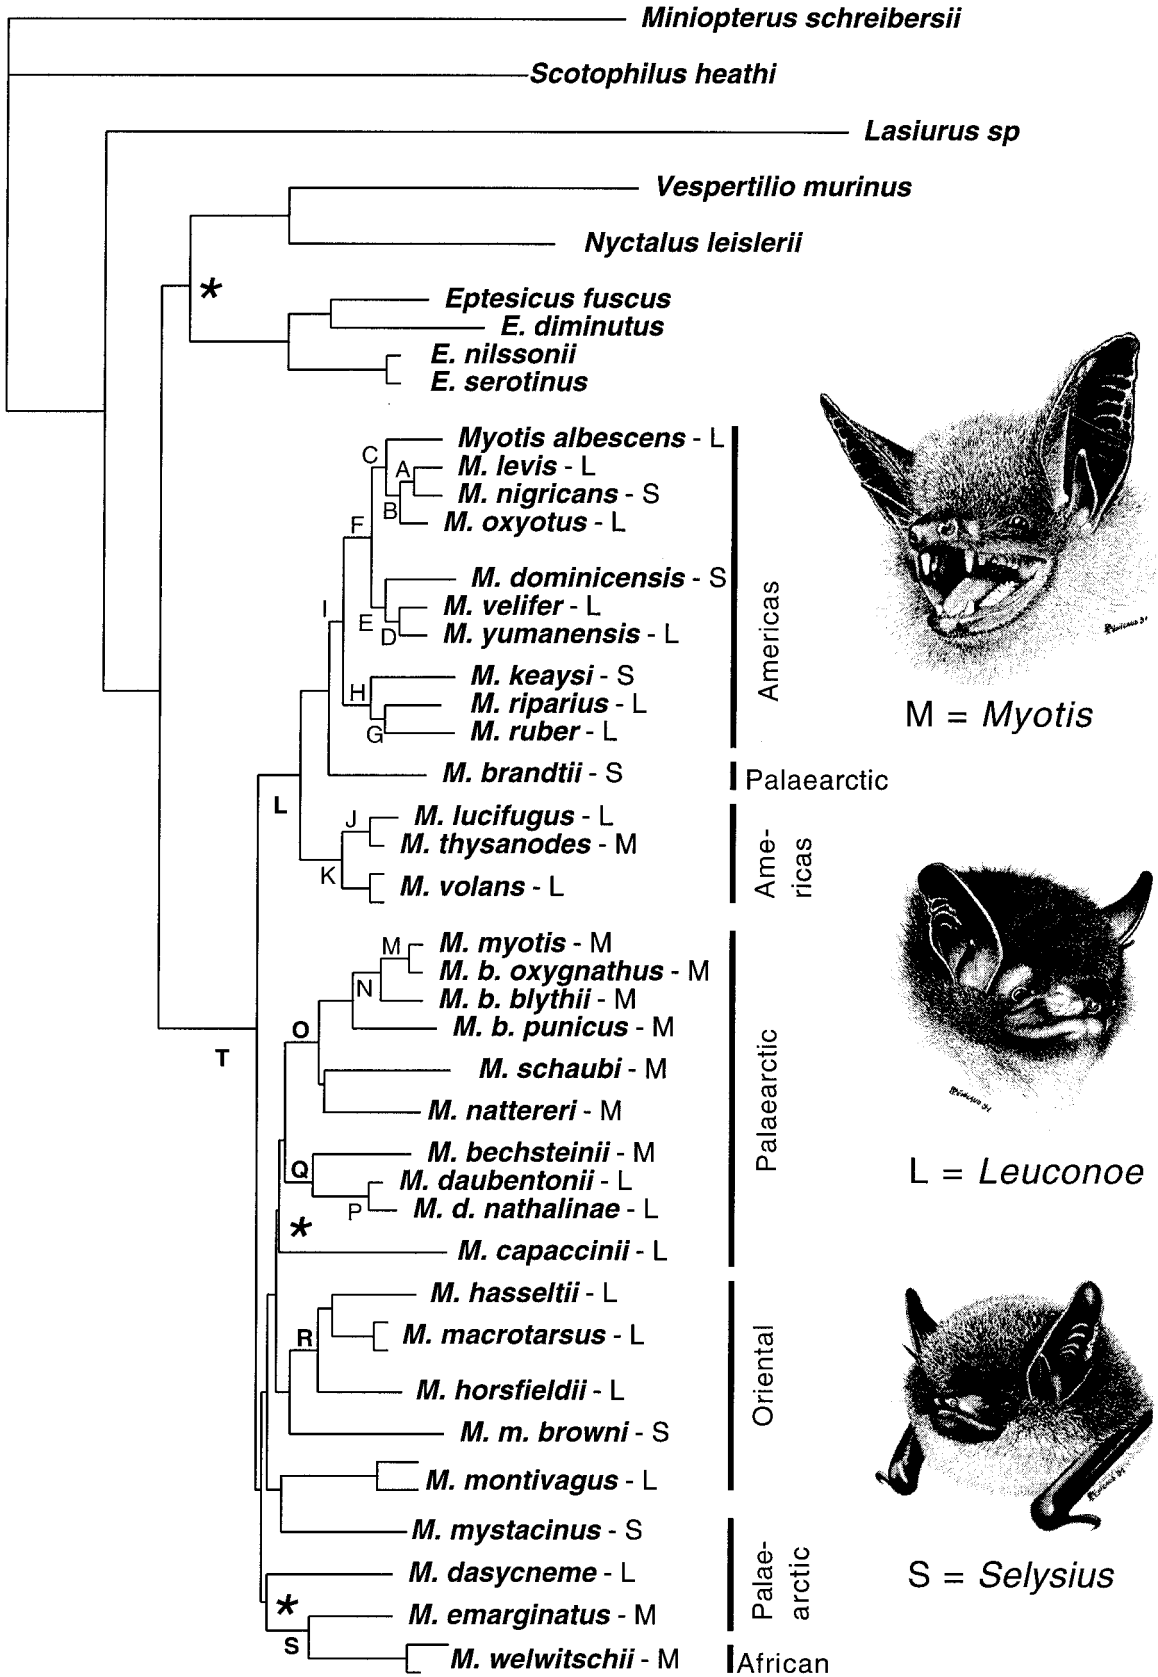 Miniopterus schreibersii
Scotophilus heathi
Lasiurus sp
Vespertilio murinus
Nyctalus leislerii
*
Eptesicus fuscus
E. diminutus
E. nilssonii
E. serotinus
Myotis albescens - L
C
A
M. levis - L
M. nigricans - S
B
M. oxyotus - L
F
M. dominicensis - S
I
M. velifer - L
E
D
M. yumanensis - L
Americas
M. keaysi - S
H
M. riparius - L
G
M. ruber - L
M = Myotis
M. brandtii - S
Palaearctic
L
J
M. lucifugus - L
M. thysanodes - M
K
M. volans - L
Ame-
ricas
M
M. myotis - M
M. b. oxygnathus - M
N
M. b. blythii - M
O
M. b. punicus - M
T
M. schaubi - M
M. nattereri - M
Palaearctic
M. bechsteinii - M
Q
M. daubentonii - L
P
M. d. nathalinae - L
L = Leuconoe
*
M. capaccinii - L
M. hasseltii - L
R
M. macrotarsus - L
M. horsfieldii - L
Oriental
M. m. browni - S
M. montivagus - L
M. mystacinus - S
M. dasycneme - L
*
Palae-
arctic
S = Selysius
M. emarginatus - M
S
M. welwitschii - M
African